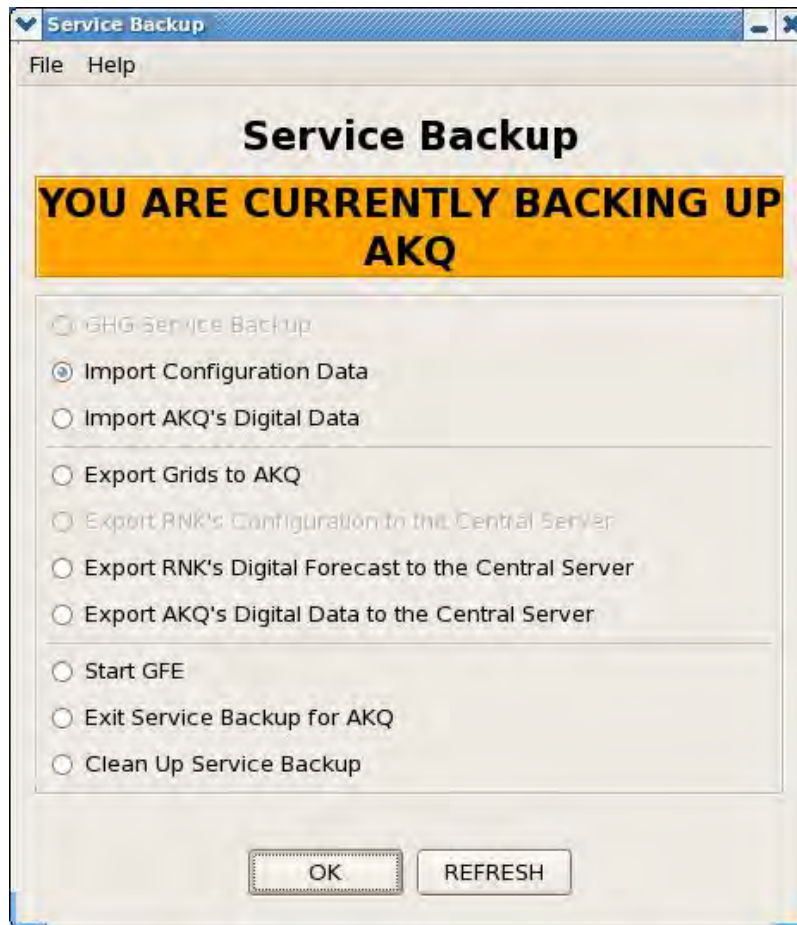 Service Backup
File Help
Service Backup
YOU ARE CURRENTLY BACKING UP
AKQ
GHG Service Backup
Import Configuration Data
Import AKQ's Digital Data
Export Grids to AKQ
Export RNK's Configuration to the Central Server
Export RNK's Digital Forecast to the Central Server
Export AKQ's Digital Data to the Central Server
Start GFE
Exit Service Backup for AKQ
Clean Up Service Backup
OK REFRESH